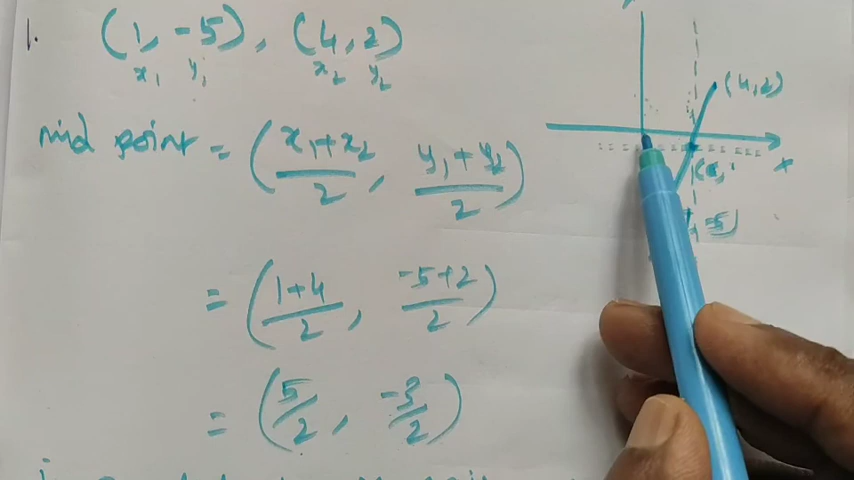 1. (1, -5), (4, 2)
x₁ y₁ x₂ y₂
mid point = ((x₁+x₂)/2, (y₁+y₂)/2)
= ((1+4)/2, (-5+2)/2)
= (5/2, -3/2)
(4, 2)
x
-5)